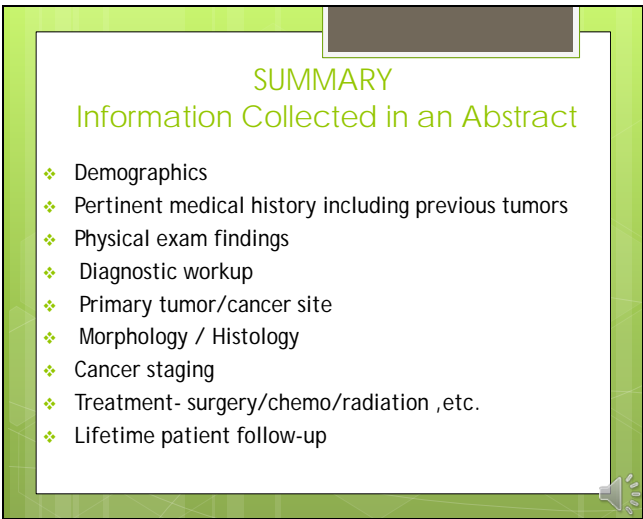 SUMMARY
Information Collected in an Abstract
❖ Demographics
❖ Pertinent medical history including previous tumors
❖ Physical exam findings
❖ Diagnostic workup
❖ Primary tumor/cancer site
❖ Morphology / Histology
❖ Cancer staging
❖ Treatment- surgery/chemo/radiation ,etc.
❖ Lifetime patient follow-up